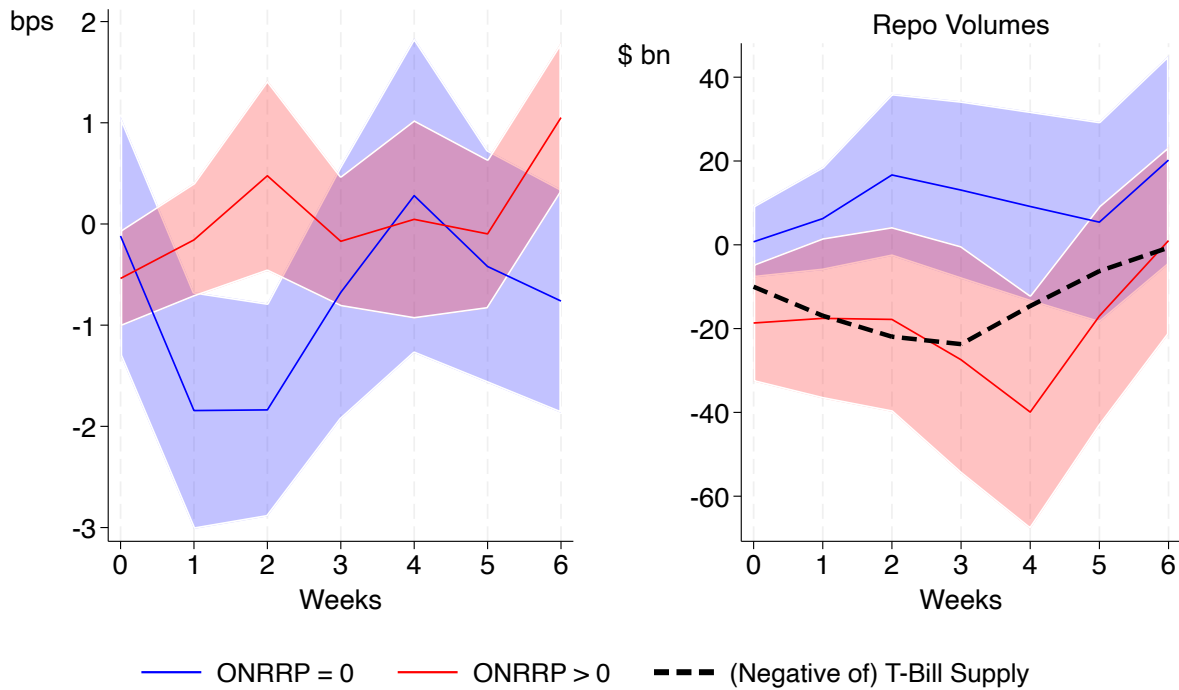 bps
2
1
0
-1
-2
-3
0 1 2 3 4 5 6
Weeks
Repo Volumes
$ bn
40
20
0
-20
-40
-60
0 1 2 3 4 5 6
Weeks
ONRRP = 0 ONRRP > 0 (Negative of) T-Bill Supply